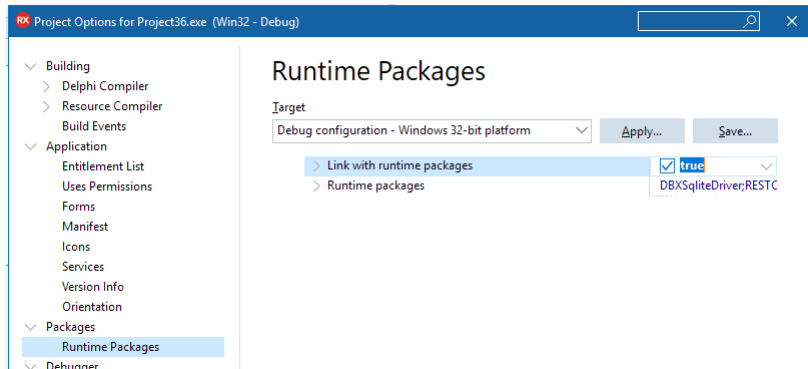 RX Project Options for Project36.exe (Win32 - Debug)
Building
Delphi Compiler
Resource Compiler
Build Events
Application
Entitlement List
Uses Permissions
Forms
Manifest
Icons
Services
Version Info
Orientation
Packages
Runtime Packages
Debugger
Runtime Packages
Target
Debug configuration - Windows 32-bit platform
Apply...
Save...
Link with runtime packages
true
Runtime packages
DBXSqliteDriver;RESTC